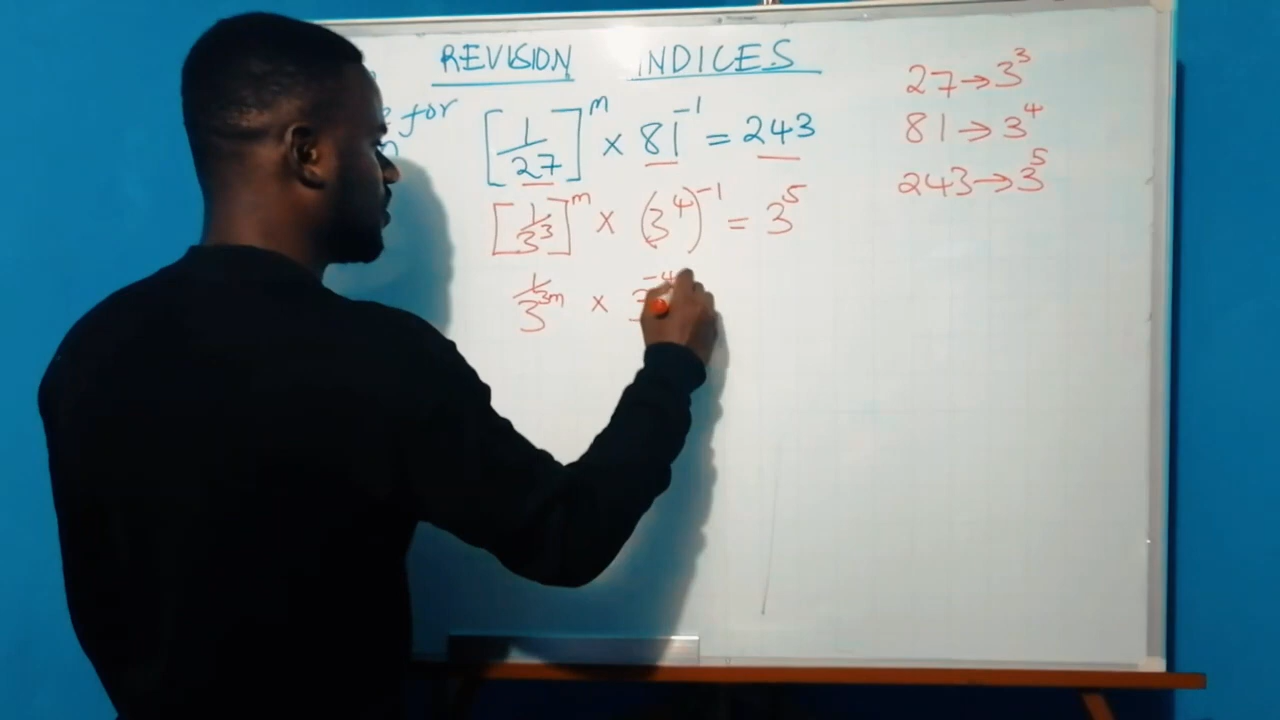 REVISION INDICES
for
[1/27]^m × 81^-1 = 243
[1/3^3]^m × (3^4)^-1 = 3^5
1/3^3m × 3^-4
27→3^3
81→3^4
243→3^5